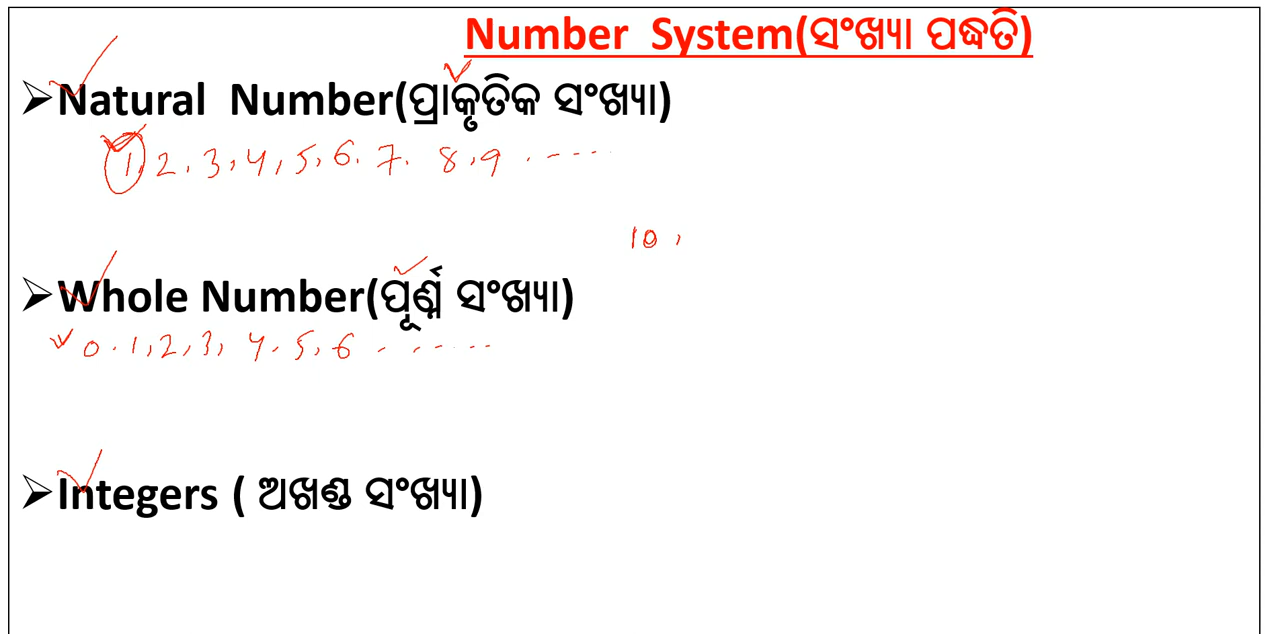 Number System(ସଂଖ୍ୟା ପଦ୍ଧତି)
➢Natural Number(ପ୍ରାକୃତିକ ସଂଖ୍ୟା)
1, 2, 3, 4, 5, 6. 7. 8, 9 . ----...
10,
➢Whole Number(ପୂର୍ଣ୍ଣ ସଂଖ୍ୟା)
0. 1, 2, 3, 4. 5, 6 - - -.....
➢Integers ( ଅଖଣ୍ଡ ସଂଖ୍ୟା)